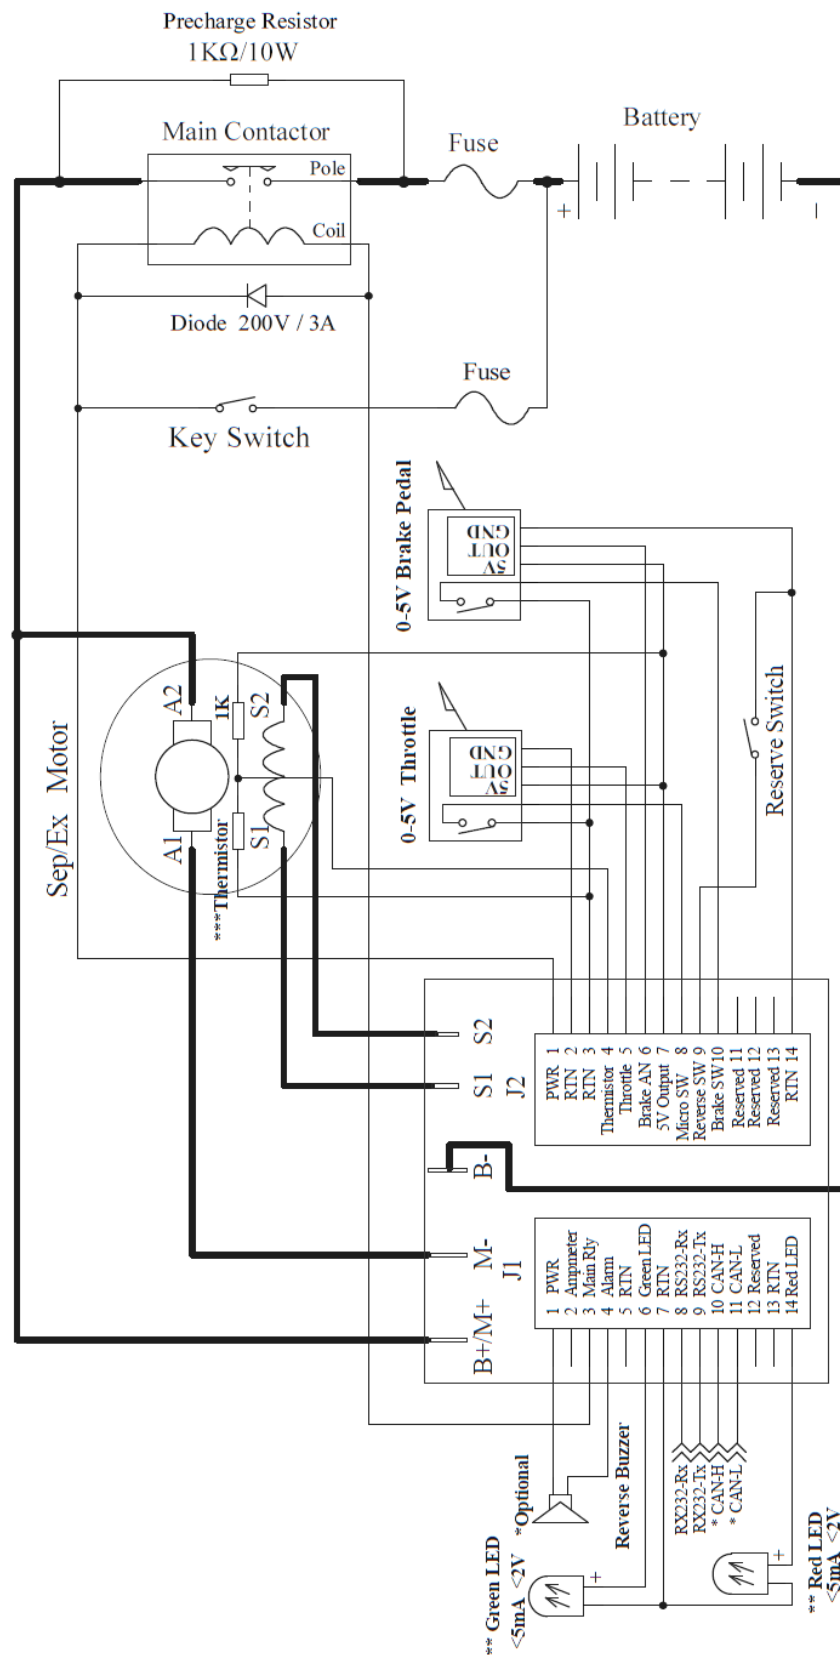 Precharge Resistor
1KΩ/10W
Main Contactor
Pole
Coil
Fuse
Battery
+
−
Diode 200V / 3A
Fuse
Key Switch
0-5V Brake Pedal
GND
OUT
5V
Sep/Ex Motor
A2
1K
S2
A1
***Thermistor
S1
0-5V Throttle
GND
OUT
5V
Reserve Switch
S2
S1
J2
PWR 1
RTN 2
RTN 3
Thermistor 4
Throttle 5
Brake AN 6
5V Output 7
Micro SW 8
Reverse SW 9
Brake SW10
Reserved 11
Reserved 12
Reserved 13
RTN 14
B-
M-
B+/M+
J1
1 PWR
2 Ampmeter
3 Main Rly
4 Alarm
5 RTN
6 Green LED
7 RTN
8 RS232-Rx
9 RS232-Tx
10 CAN-H
11 CAN-L
12 Reserved
13 RTN
14 Red LED
*Optional
Reverse Buzzer
RX232-Rx
RX232-Tx
* CAN-H
* CAN-L
** Green LED
<5mA <2V
+
+
** Red LED
<5mA <2V